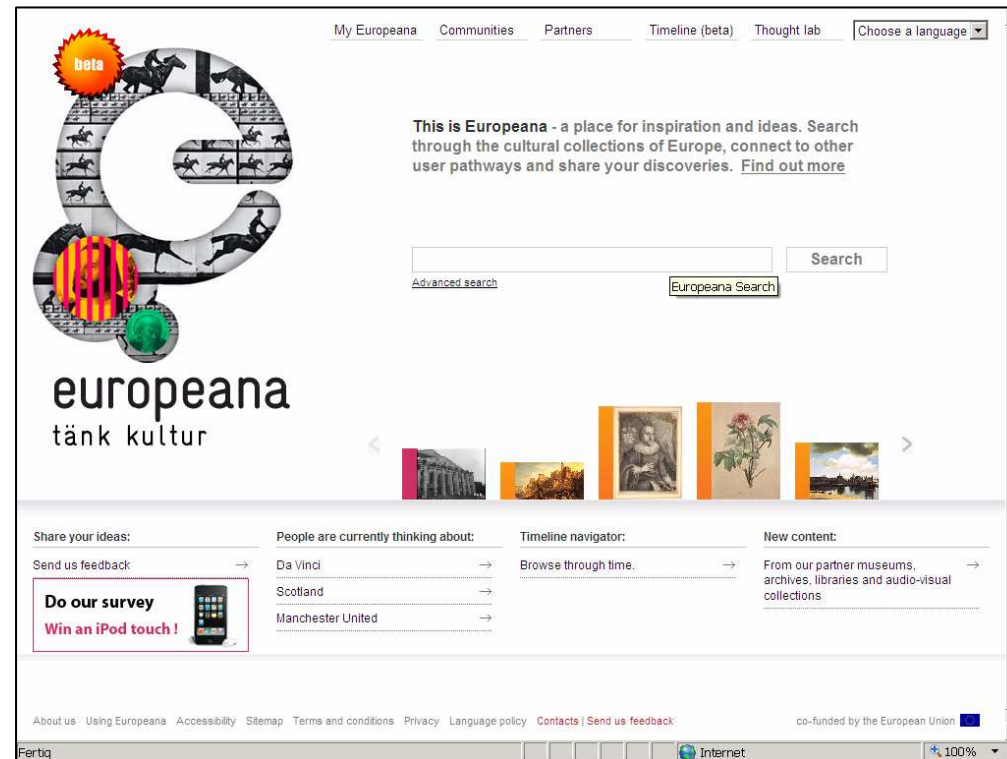 My Europeana Communities Partners Timeline (beta) Thought lab Choose a language
beta
This is Europeana - a place for inspiration and ideas. Search
through the cultural collections of Europe, connect to other
user pathways and share your discoveries. Find out more
Search
Advanced search
Europeana Search
europeana
tänk kultur
Share your ideas:
Send us feedback
Do our survey
Win an iPod touch !
People are currently thinking about:
Da Vinci
Scotland
Manchester United
Timeline navigator:
Browse through time.
New content:
From our partner museums,
archives, libraries and audio-visual
collections
About us Using Europeana Accessibility Sitemap Terms and conditions Privacy Language policy Contacts | Send us feedback co-funded by the European Union
Fertig Internet 100%